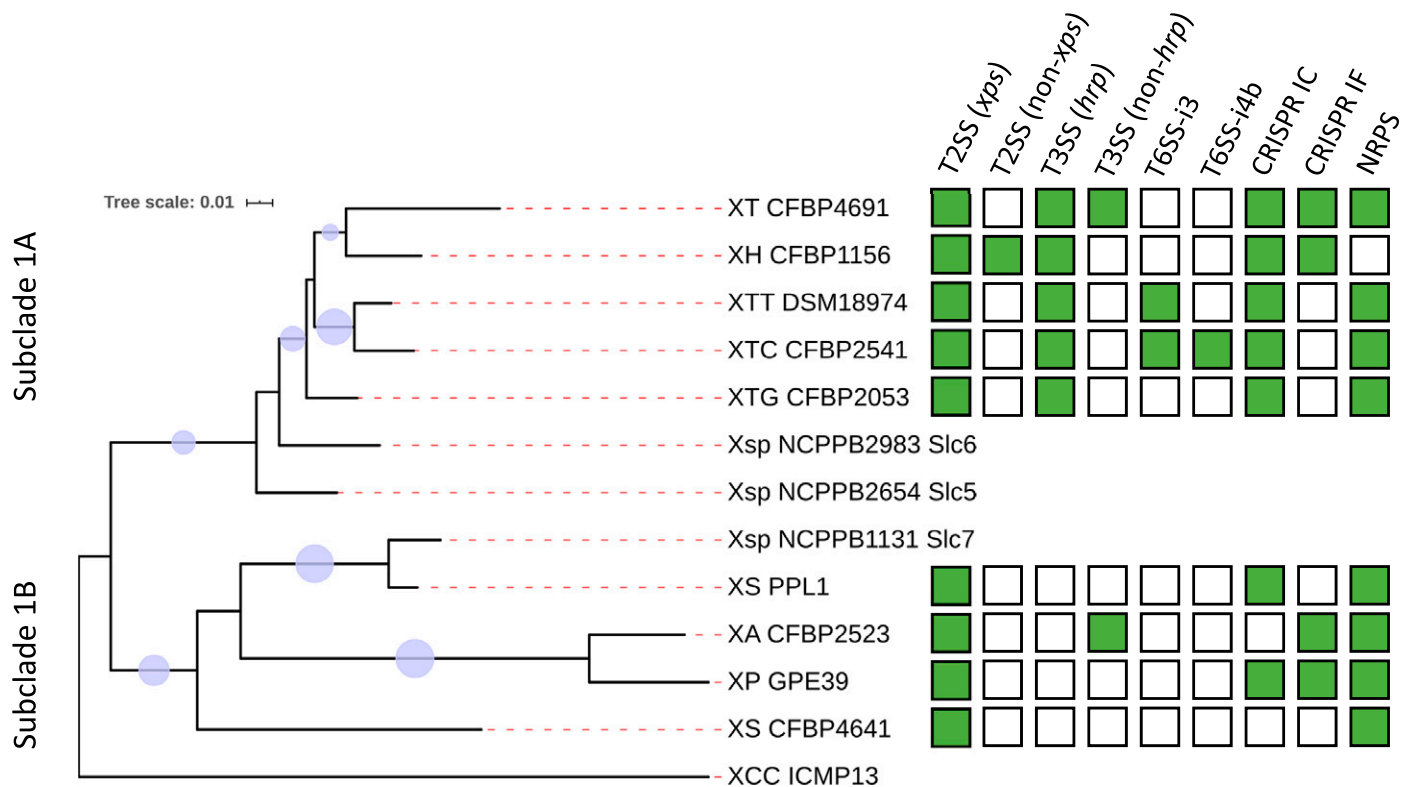 T2SS (xps)
T2SS (non-xps)
T3SS (hrp)
T3SS (non-hrp)
T6SS-i3
T6SS-i4b
CRISPR IC
CRISPR IF
NRPS
Tree scale: 0.01
Subclade 1A
XT CFBP4691
XH CFBP1156
XTT DSM18974
XTC CFBP2541
XTG CFBP2053
Xsp NCPPB2983 Slc6
Xsp NCPPB2654 Slc5
Subclade 1B
Xsp NCPPB1131 Slc7
XS PPL1
XA CFBP2523
XP GPE39
XS CFBP4641
XCC ICMP13